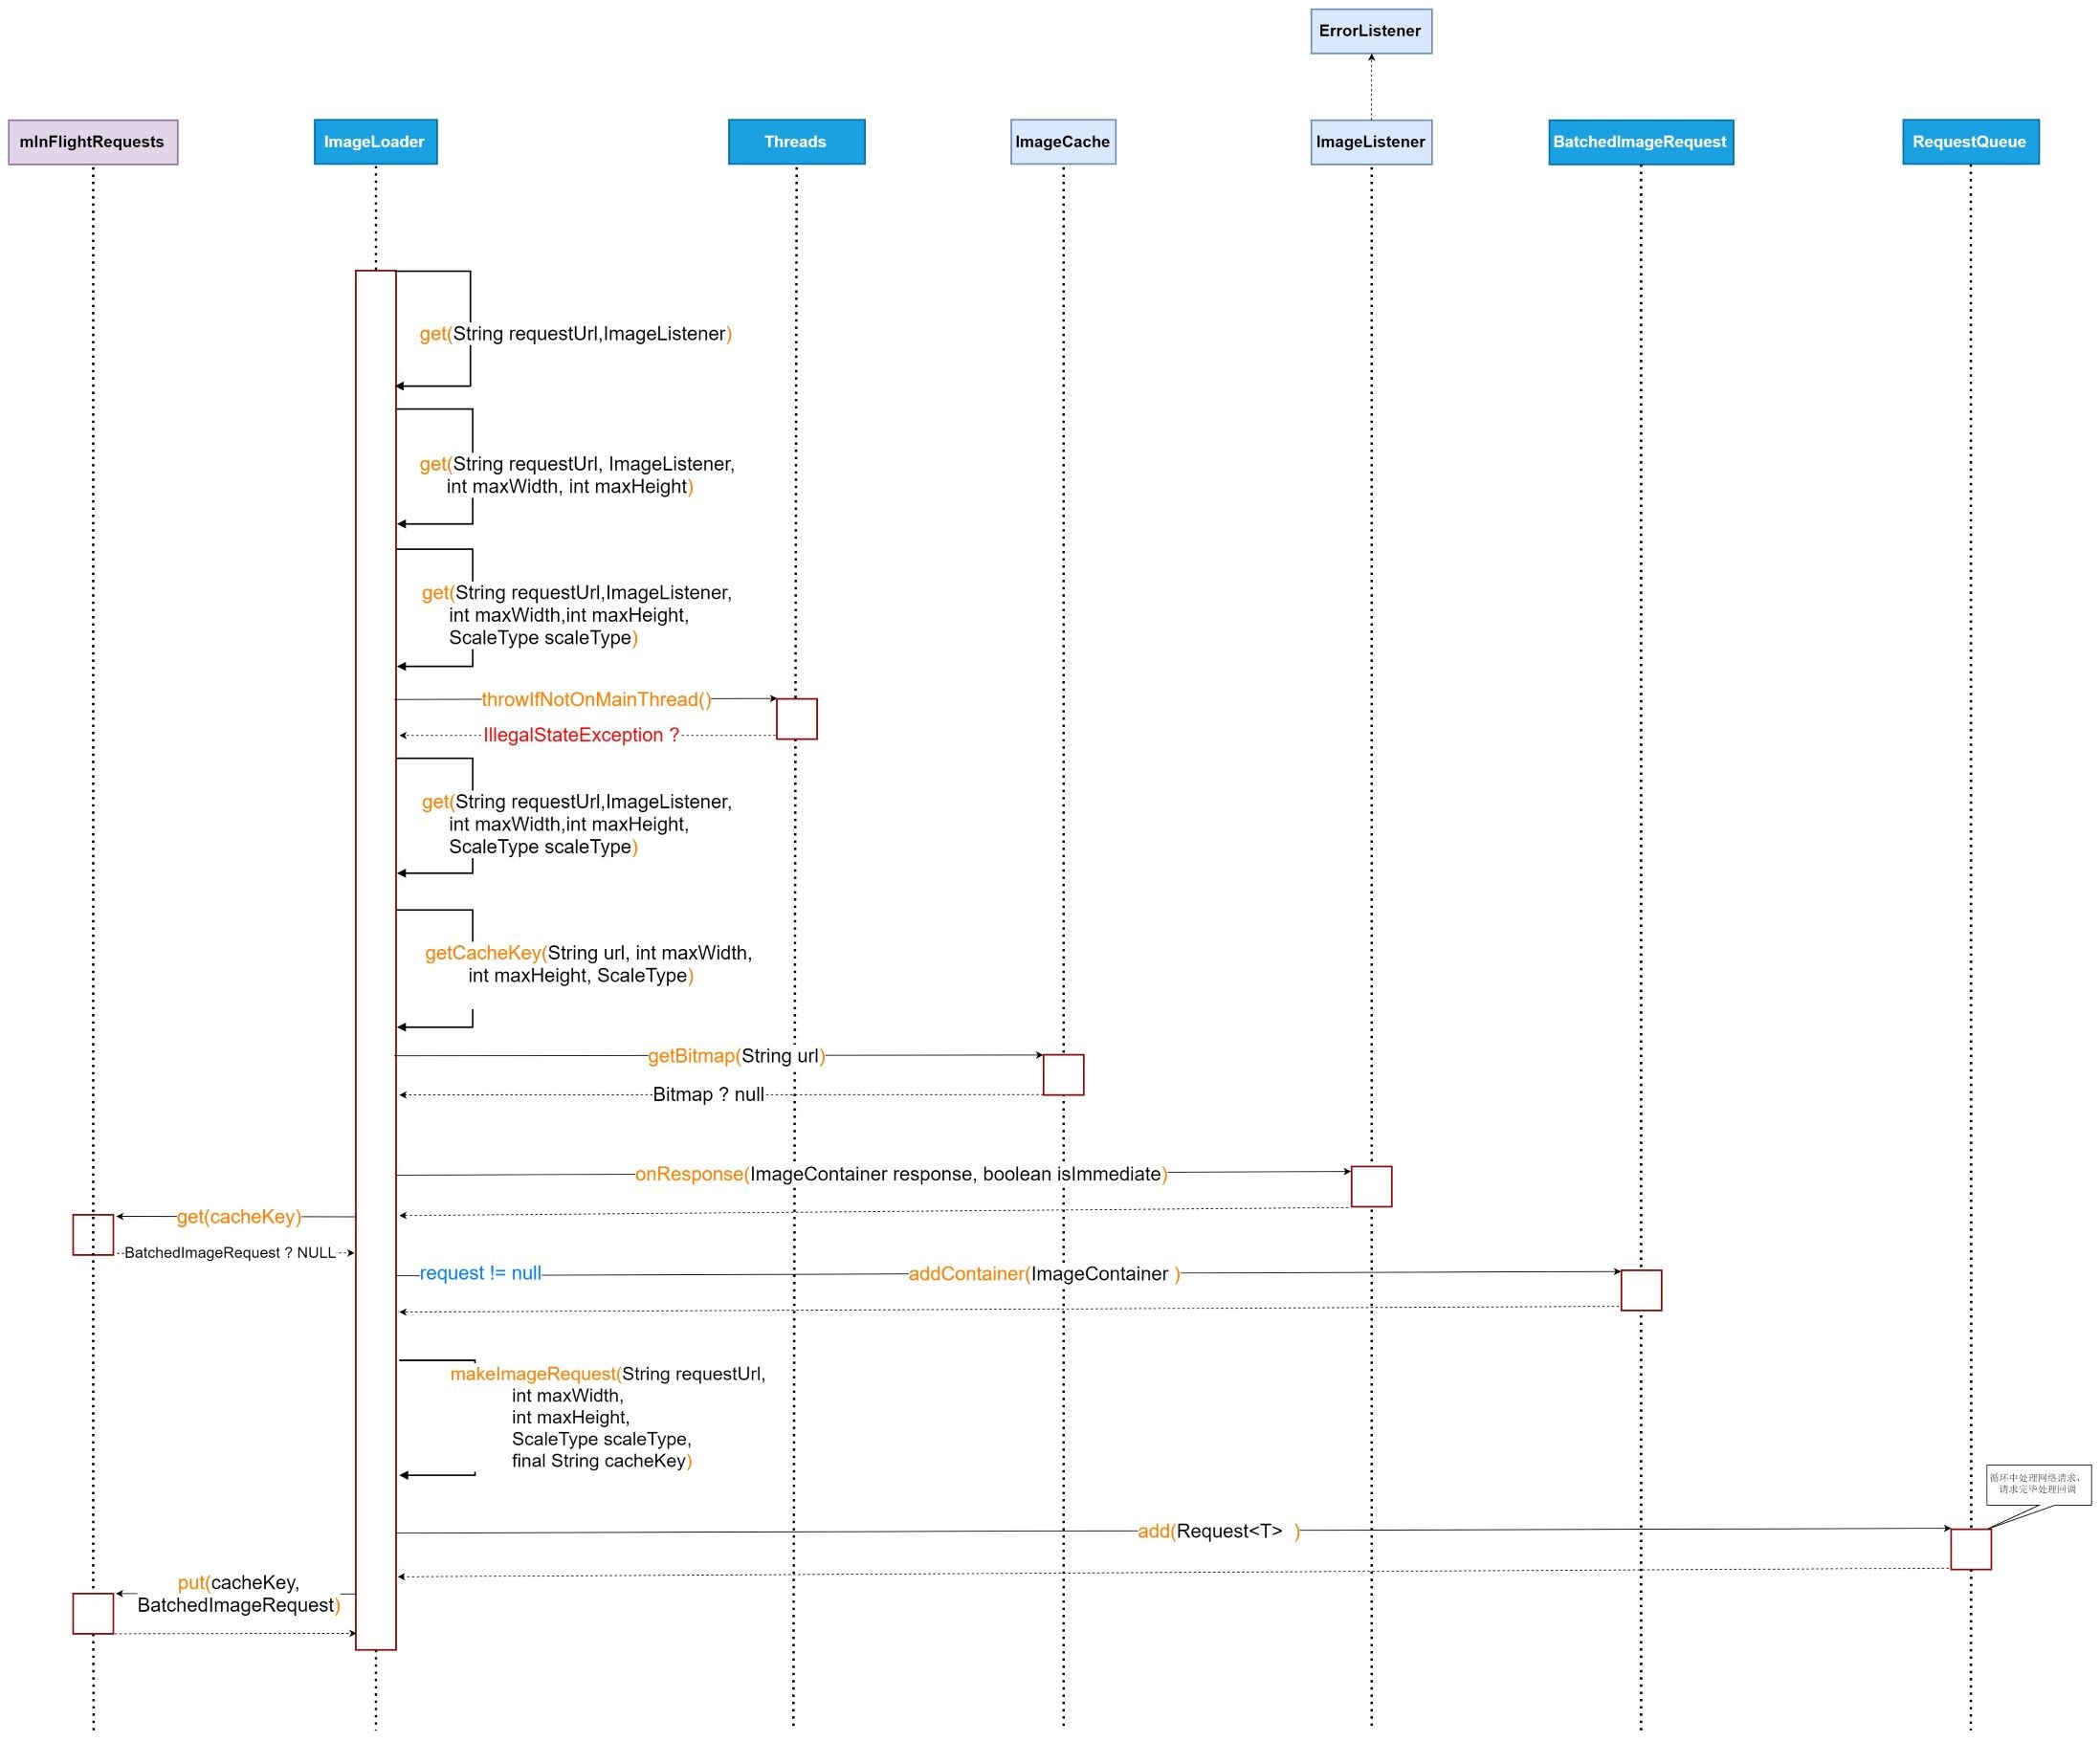 ErrorListener
mInFlightRequests
ImageLoader
Threads
ImageCache
ImageListener
BatchedImageRequest
RequestQueue
get(String requestUrl,ImageListener)
get(String requestUrl, ImageListener,
int maxWidth, int maxHeight)
get(String requestUrl,ImageListener,
int maxWidth,int maxHeight,
ScaleType scaleType)
throwIfNotOnMainThread()
IllegalStateException ?
get(String requestUrl,ImageListener,
int maxWidth,int maxHeight,
ScaleType scaleType)
getCacheKey(String url, int maxWidth,
int maxHeight, ScaleType)
getBitmap(String url)
Bitmap ? null
onResponse(ImageContainer response, boolean isImmediate)
get(cacheKey)
BatchedImageRequest ? NULL
request != null
addContainer(ImageContainer )
makeImageRequest(String requestUrl,
int maxWidth,
int maxHeight,
ScaleType scaleType,
final String cacheKey)
循环中处理网络请求，
请求完毕处理回调
add(Request<T> )
put(cacheKey,
BatchedImageRequest)